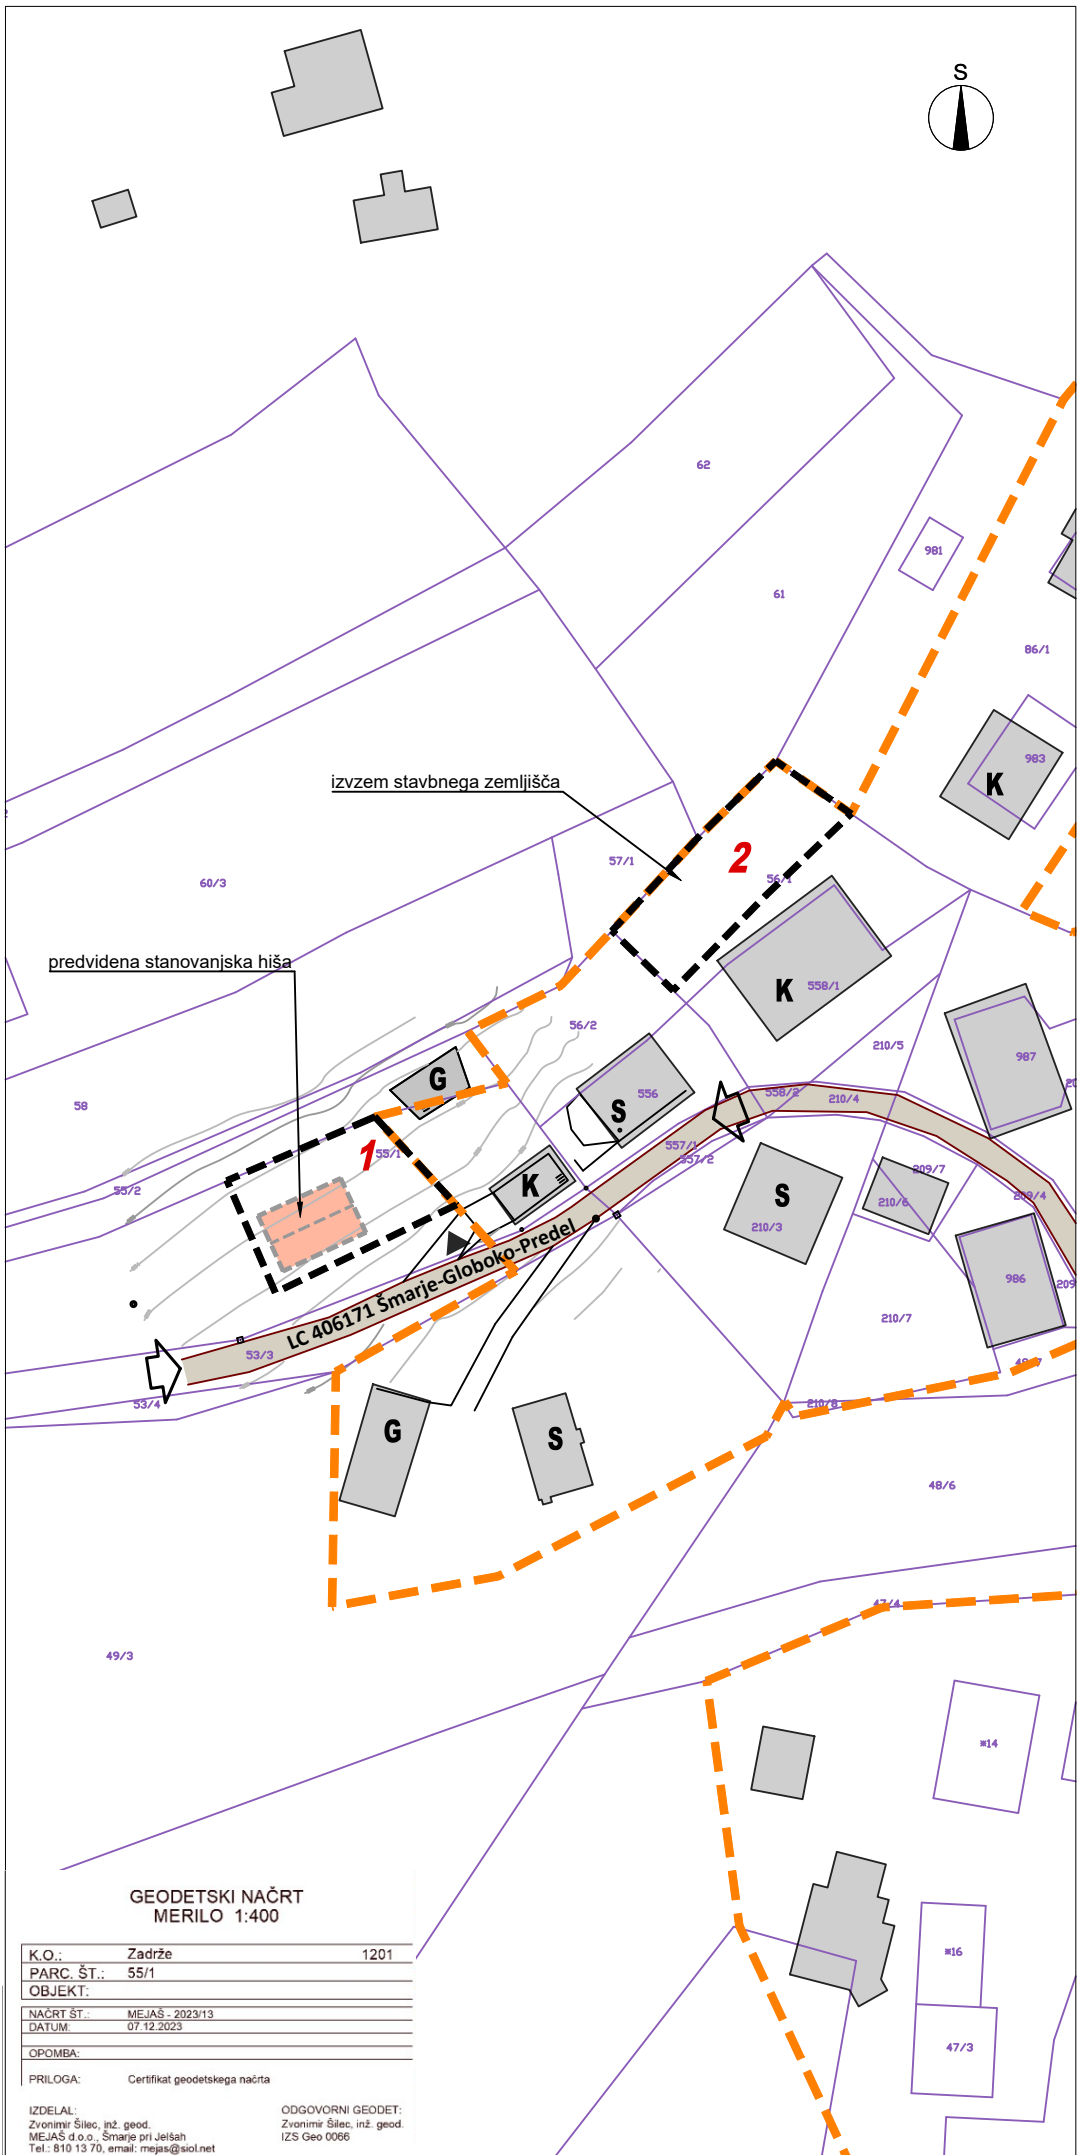 S
62
981
61
86/1
983
K
izvzem stavbnega zemljišča
2
57/1
56/1
60/3
predvidena stanovanjska hiša
K
558/1
56/2
210/5
987
58
G
556
S
558/2
210/4
557/1
557/2
1
55/1
55/2
K
S
210/3
209/7
210/6
209/4
986
209
LC 406171 Šmarje-Globoko-Predel
53/3
210/7
53/4
210/8
G
S
48/6
47/4
49/3
*14
*16
47/3
GEODETSKI NAČRT
MERILO 1:400
K.O.: Zadrže 1201
PARC. ŠT.: 55/1
OBJEKT:
NAČRT ŠT.: MEJAŠ - 2023/13
DATUM: 07.12.2023
OPOMBA:
PRILOGA: Certifikat geodetskega načrta
IZDELAL: ODGOVORNI GEODET:
Zvonimir Šilec, inž. geod. Zvonimir Šilec, inž. geod.
MEJAŠ d.o.o., Šmarje pri Jelšah IZS Geo 0066
Tel.: 810 13 70, email: mejas@siol.net